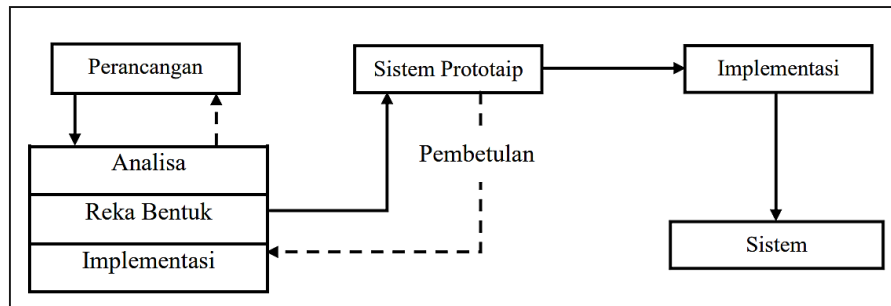 Perancangan
Sistem Prototaip
Implementasi
Analisa
Pembetulan
Reka Bentuk
Implementasi
Sistem